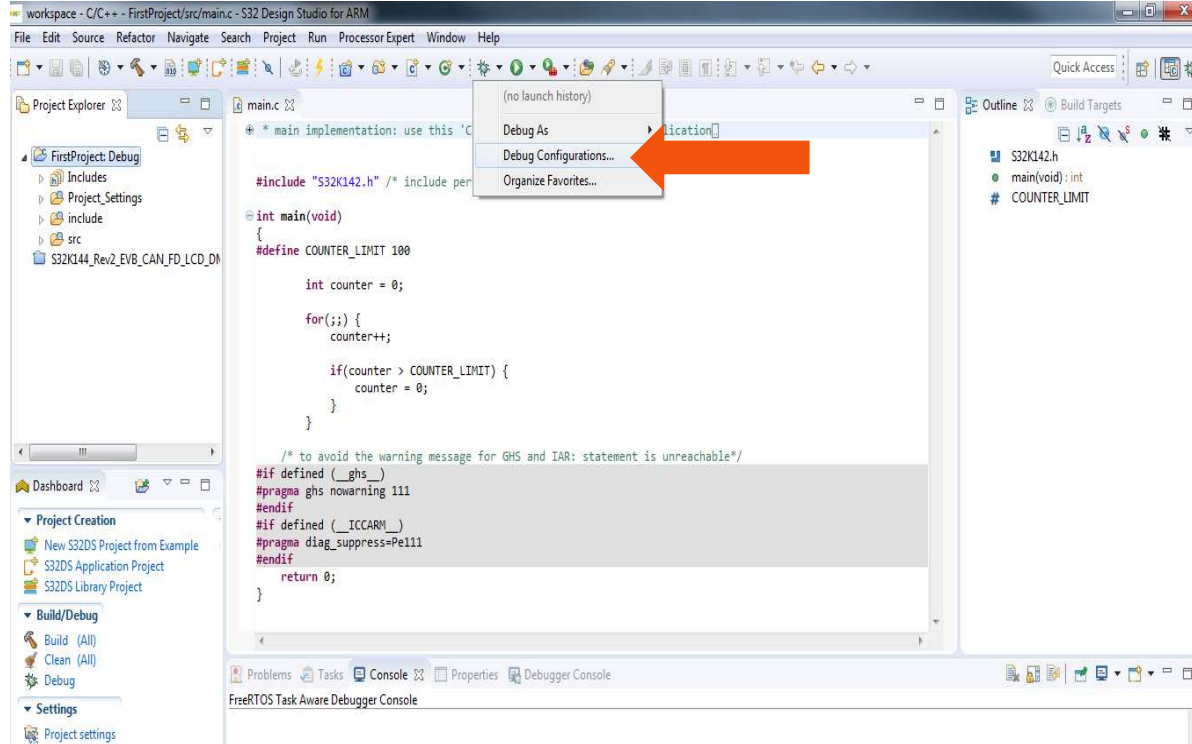 workspace - C/C++ - FirstProject/src/main.c - S32 Design Studio for ARM
File Edit Source Refactor Navigate Search Project Run ProcessorExpert Window Help
Quick Access
Project Explorer
FirstProject: Debug
Includes
Project_Settings
include
src
S32K144_Rev2_EVB_CAN_FD_LCD_DM
main.c
* main implementation: use this 'C lication
#include "S32K142.h" /* include per
int main(void)
{
#define COUNTER_LIMIT 100
int counter = 0;
for(;;) {
counter++;
if(counter > COUNTER_LIMIT) {
counter = 0;
}
}
/* to avoid the warning message for GHS and IAR: statement is unreachable*/
#if defined (__ghs__)
#pragma ghs nowarning 111
#endif
#if defined (__ICCARM__)
#pragma diag_suppress=Pe111
#endif
return 0;
}
(no launch history)
Debug As
Debug Configurations...
Organize Favorites...
Outline
Build Targets
S32K142.h
main(void) : int
COUNTER_LIMIT
Dashboard
Project Creation
New S32DS Project from Example
S32DS Application Project
S32DS Library Project
Build/Debug
Build (All)
Clean (All)
Debug
Settings
Project settings
Problems Tasks Console Properties Debugger Console
FreeRTOS Task Aware Debugger Console